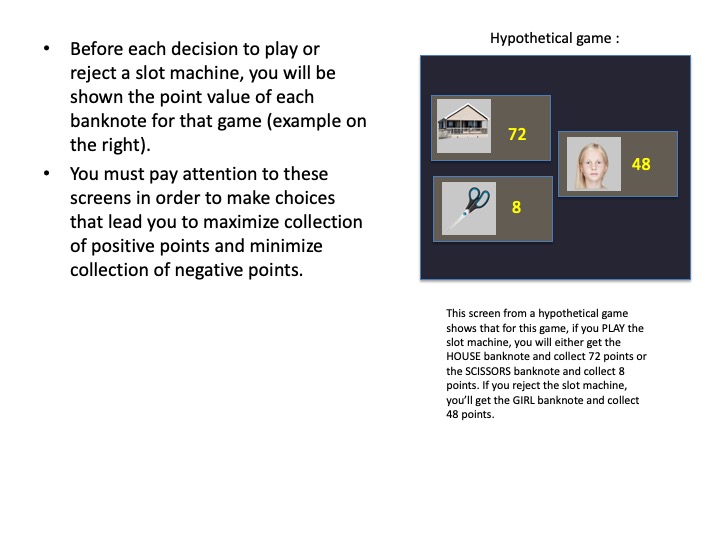 • Before each decision to play or
reject a slot machine, you will be
shown the point value of each
banknote for that game (example on
the right).
• You must pay attention to these
screens in order to make choices
that lead you to maximize collection
of positive points and minimize
collection of negative points.
Hypothetical game :
72
48
8
This screen from a hypothetical game
shows that for this game, if you PLAY the
slot machine, you will either get the
HOUSE banknote and collect 72 points or
the SCISSORS banknote and collect 8
points. If you reject the slot machine,
you’ll get the GIRL banknote and collect
48 points.